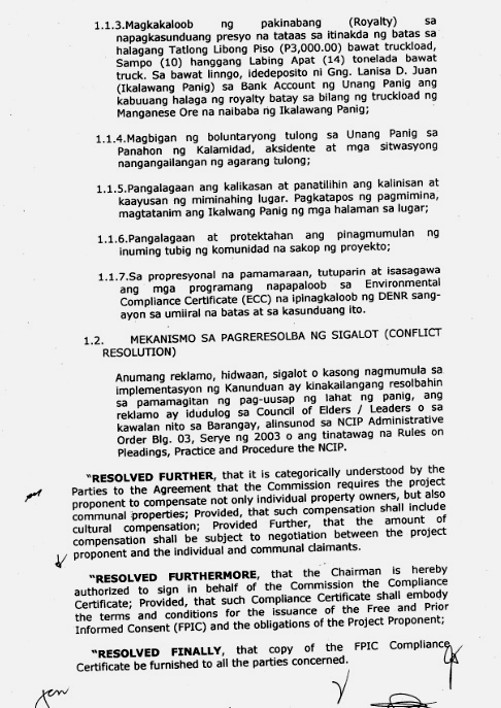 1.1.3.Magkakaloob ng pakinabang (Royalty) sa
napagkasunduang presyo na tataas sa itinakda ng batas sa
halagang Tatlong Libong Piso (P3,000.00) bawat truckload,
Sampo (10) hanggang Labing Apat (14) tonelada bawat
truck. Sa bawat linngo, idedeposito ni Gng. Lanisa D. Juan
(Ikalawang Panig) sa Bank Account ng Unang Panig ang
kabuuang halaga ng royalty batay sa bilang ng truckload ng
Manganese Ore na naibaba ng Ikalawang Panig;
1.1.4.Magbigan ng boluntaryong tulong sa Unang Panig sa
Panahon ng Kalamidad, aksidente at mga sitwasyong
nangangailangan ng agarang tulong;
1.1.5.Pangalagaan ang kalikasan at panatilihin ang kalinisan at
kaayusan ng miminahing lugar. Pagkatapos ng pagmimina,
magtatanim ang Ikalwang Panig ng mga halaman sa lugar;
1.1.6.Pangalagaan at protektahan ang pinagmumulan ng
inuming tubig ng komunidad na sakop ng proyekto;
1.1.7.Sa propresyonal na pamamaraan, tutuparin at isasagawa
ang mga programang napapaloob sa Environmental
Compliance Certificate (ECC) na ipinagkaloob ng DENR sang-
ayon sa umiiral na batas at sa kasunduang ito.
1.2. MEKANISMO SA PAGRERESOLBA NG SIGALOT (CONFLICT
RESOLUTION)
Anumang reklamo, hidwaan, sigalot o kasong nagmumula sa
implementasyon ng Kanunduan ay kinakailangang resolbahin
sa pamamagitan ng pag-uusap ng lahat ng panig, ang
reklamo ay idudulog sa Council of Elders / Leaders o sa
kawalan nito sa Barangay, alinsunod sa NCIP Administrative
Order Blg. 03, Serye ng 2003 o ang tinatawag na Rules on
Pleadings, Practice and Procedure the NCIP.
"RESOLVED FURTHER, that it is categorically understood by the
Parties to the Agreement that the Commission requires the project
proponent to compensate not only individual property owners, but also
communal properties; Provided, that such compensation shall include
cultural compensation; Provided Further, that the amount of
compensation shall be subject to negotiation between the project
proponent and the individual and communal claimants.
"RESOLVED FURTHERMORE, that the Chairman is hereby
authorized to sign in behalf of the Commission the Compliance
Certificate; Provided, that such Compliance Certificate shall embody
the terms and conditions for the issuance of the Free and Prior
Informed Consent (FPIC) and the obligations of the Project Proponent;
"RESOLVED FINALLY, that copy of the FPIC Compliance
Certificate be furnished to all the parties concerned.